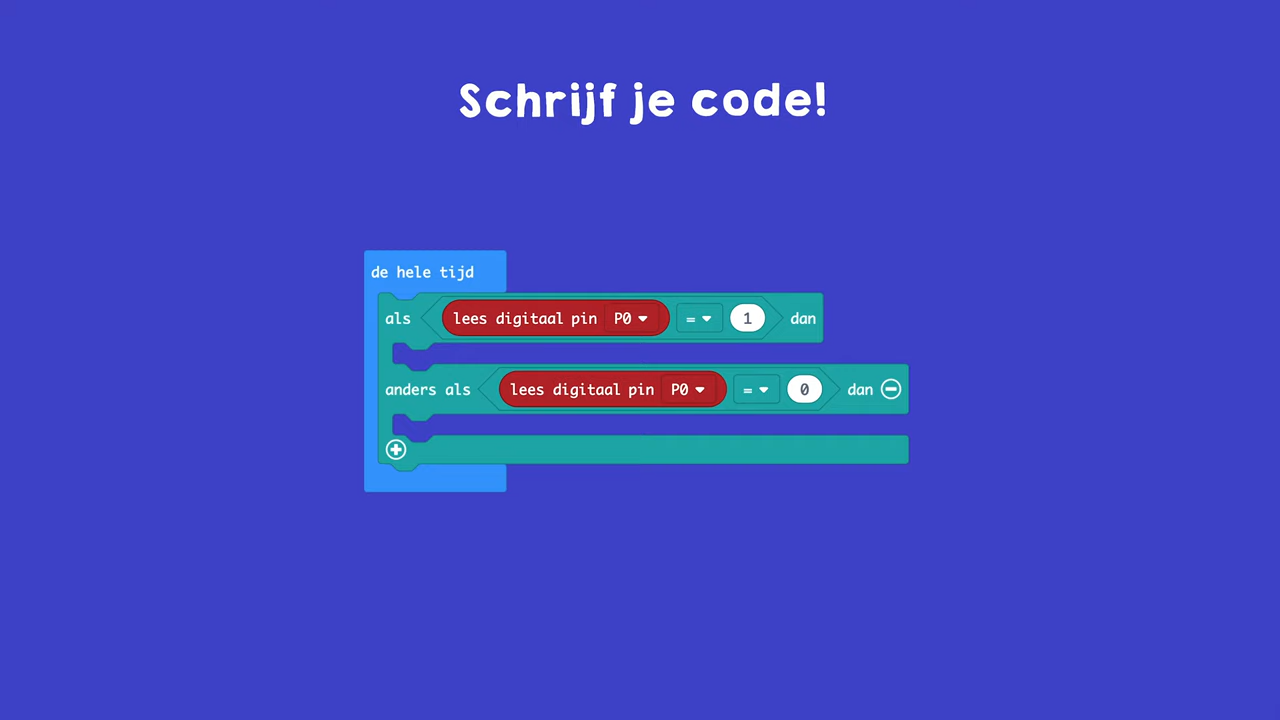 Schrijf je code!
de hele tijd
als lees digitaal pin P0 = 1 dan
anders als lees digitaal pin P0 = 0 dan